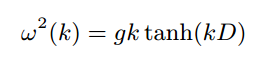 ω²(k) = gk tanh(kD)